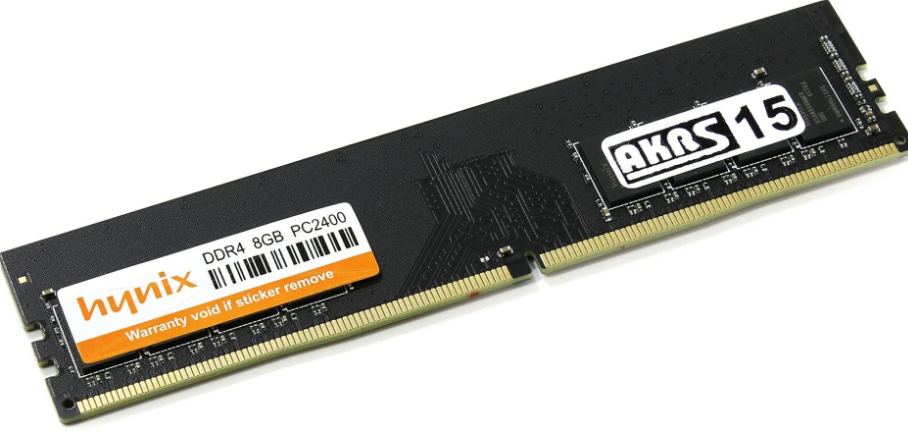 hynix
DDR4 8GB PC2400
Warranty void if sticker remove
AKRS 15